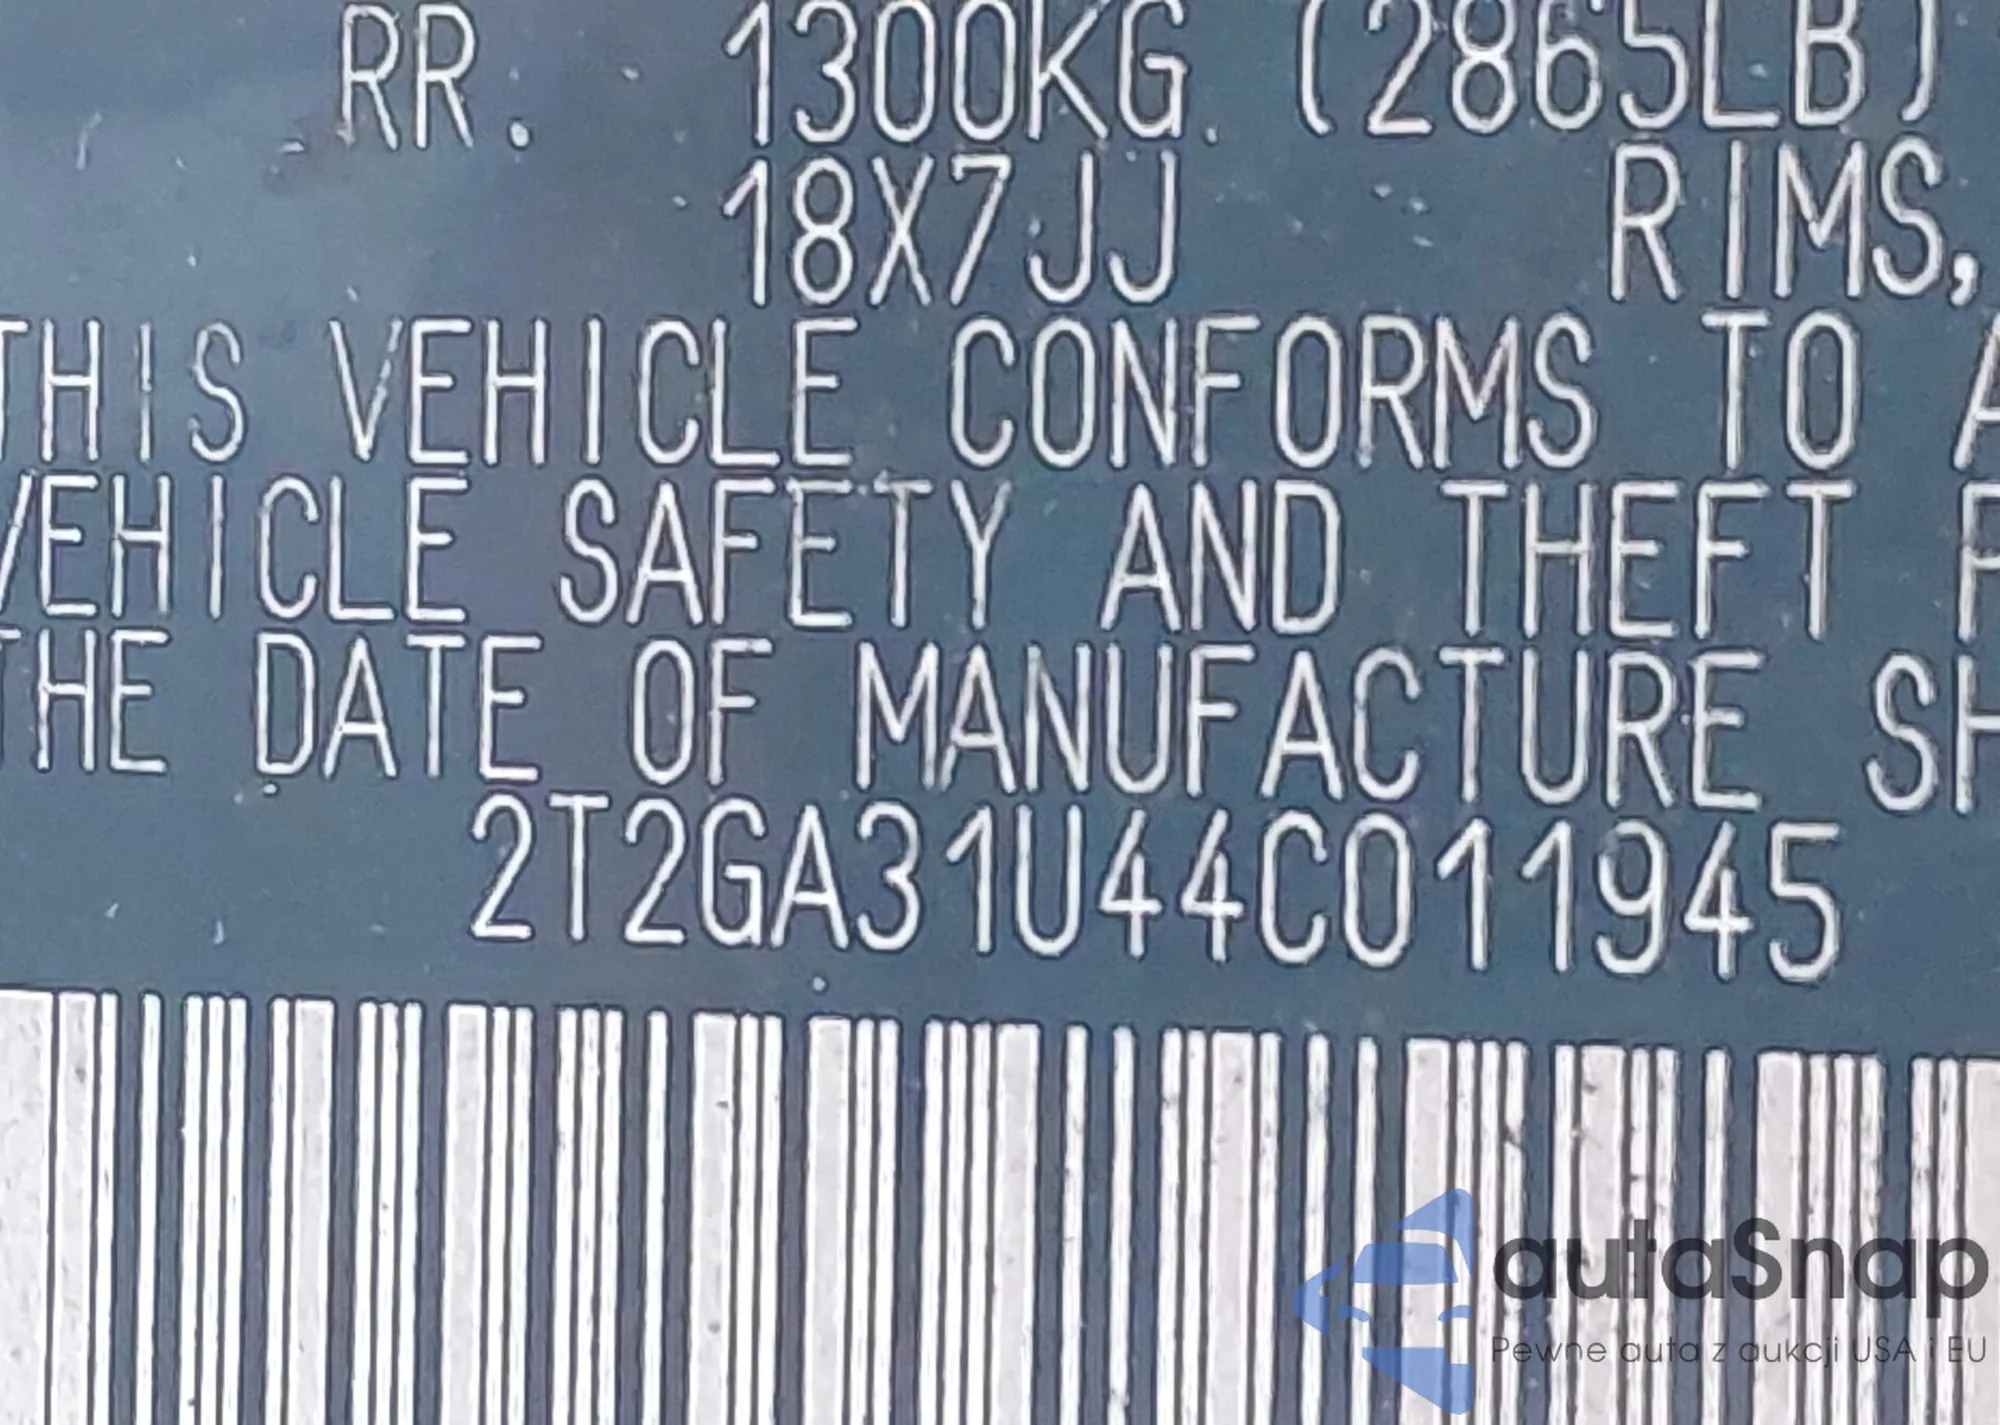 RR. 1300KG (2865LB)
18X7JJ RIMS,
THIS VEHICLE CONFORMS TO A
VEHICLE SAFETY AND THEFT P
THE DATE OF MANUFACTURE SH
2T2GA31U44C011945
autaSnap
Pewne auta z aukcji USA i EU